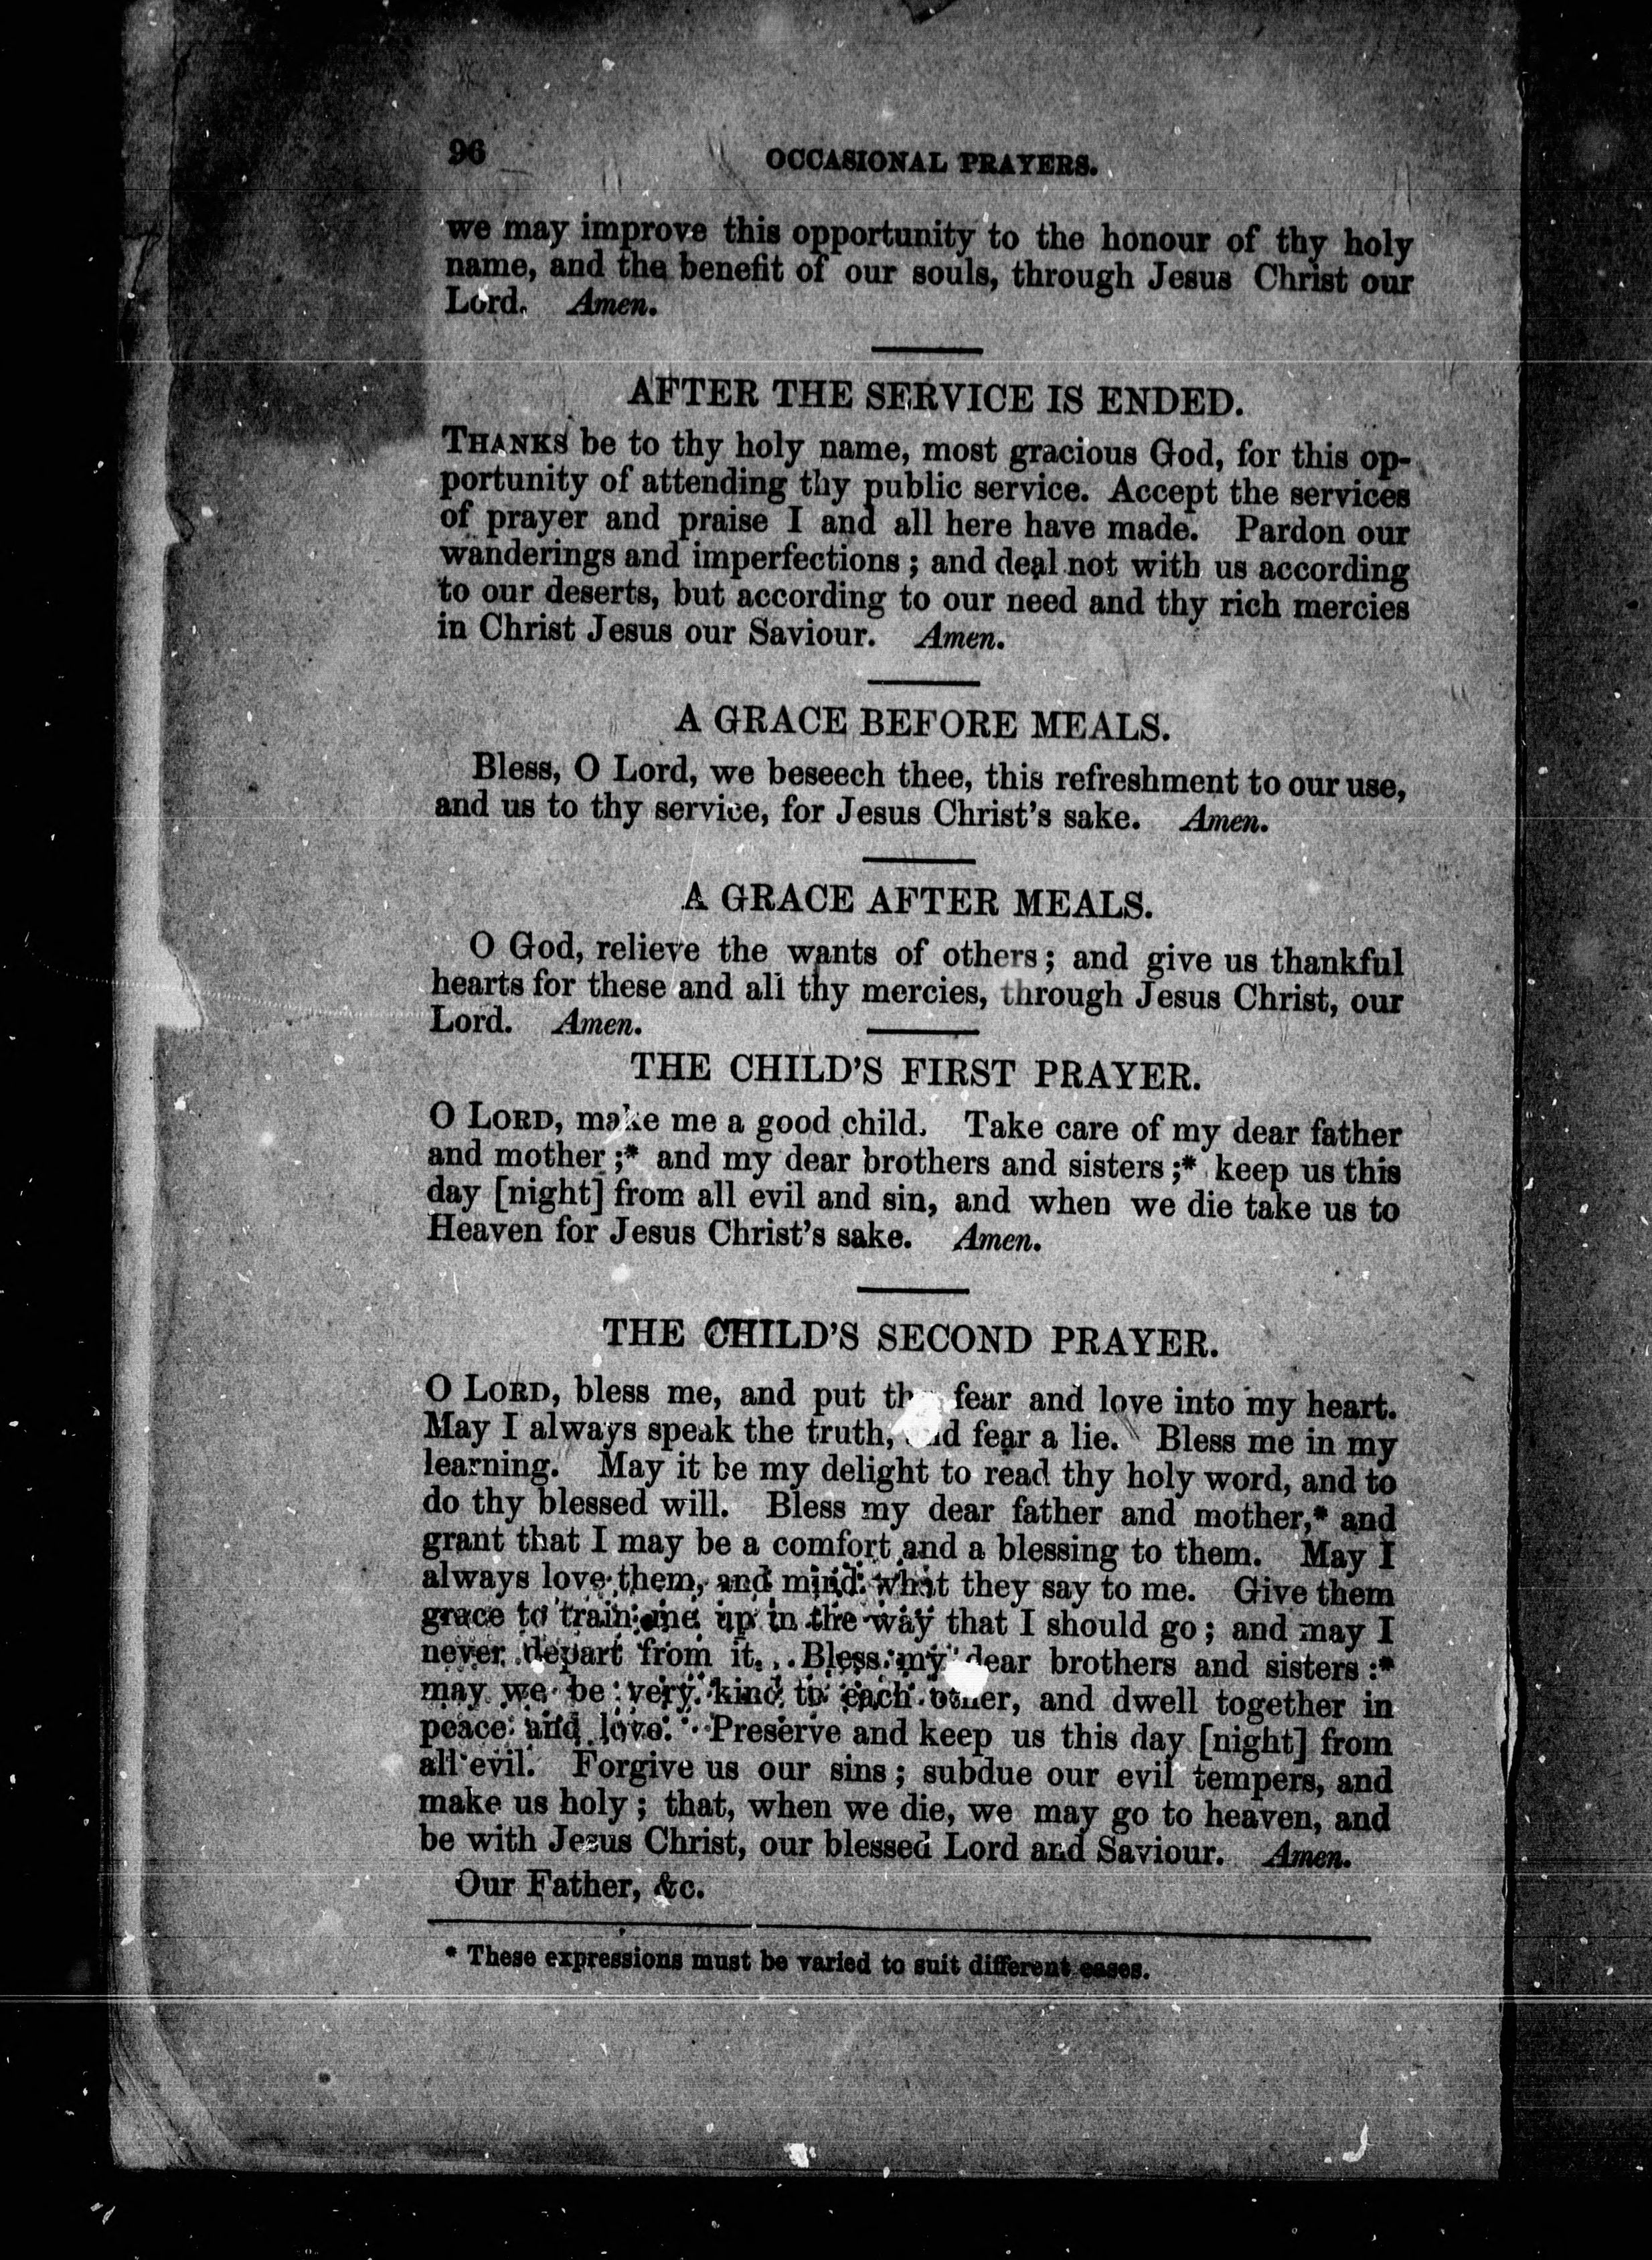 96 OCCASIONAL PRAYERS.
we may improve this opportunity to the honour of thy holy
name, and the benefit of our souls, through Jesus Christ our
Lord. Amen.
AFTER THE SERVICE IS ENDED.
THANKS be to thy holy name, most gracious God, for this op-
portunity of attending thy public service. Accept the services
of prayer and praise I and all here have made. Pardon our
wanderings and imperfections; and deal not with us according
to our deserts, but according to our need and thy rich mercies
in Christ Jesus our Saviour. Amen.
A GRACE BEFORE MEALS.
Bless, O Lord, we beseech thee, this refreshment to our use,
and us to thy service, for Jesus Christ's sake. Amen.
A GRACE AFTER MEALS.
O God, relieve the wants of others; and give us thankful
hearts for these and all thy mercies, through Jesus Christ, our
Lord. Amen.
THE CHILD'S FIRST PRAYER.
O LORD, make me a good child. Take care of my dear father
and mother;* and my dear brothers and sisters;* keep us this
day [night] from all evil and sin, and when we die take us to
Heaven for Jesus Christ's sake. Amen.
THE CHILD'S SECOND PRAYER.
O LORD, bless me, and put fear and love into my heart.
May I always speak the truth, and fear a lie. Bless me in my
learning. May it be my delight to read thy holy word, and to
do thy blessed will. Bless my dear father and mother,* and
grant that I may be a comfort and a blessing to them. May I
always love them, and mind what they say to me. Give them
grace to train me up in the way that I should go; and may I
never depart from it. Bless my dear brothers and sisters:*
may we be very kind to each other, and dwell together in
peace and love. Preserve and keep us this day [night] from
all evil. Forgive us our sins; subdue our evil tempers, and
make us holy; that, when we die, we may go to heaven, and
be with Jesus Christ, our blessed Lord and Saviour. Amen.
Our Father, &c.
* These expressions must be varied to suit different cases.